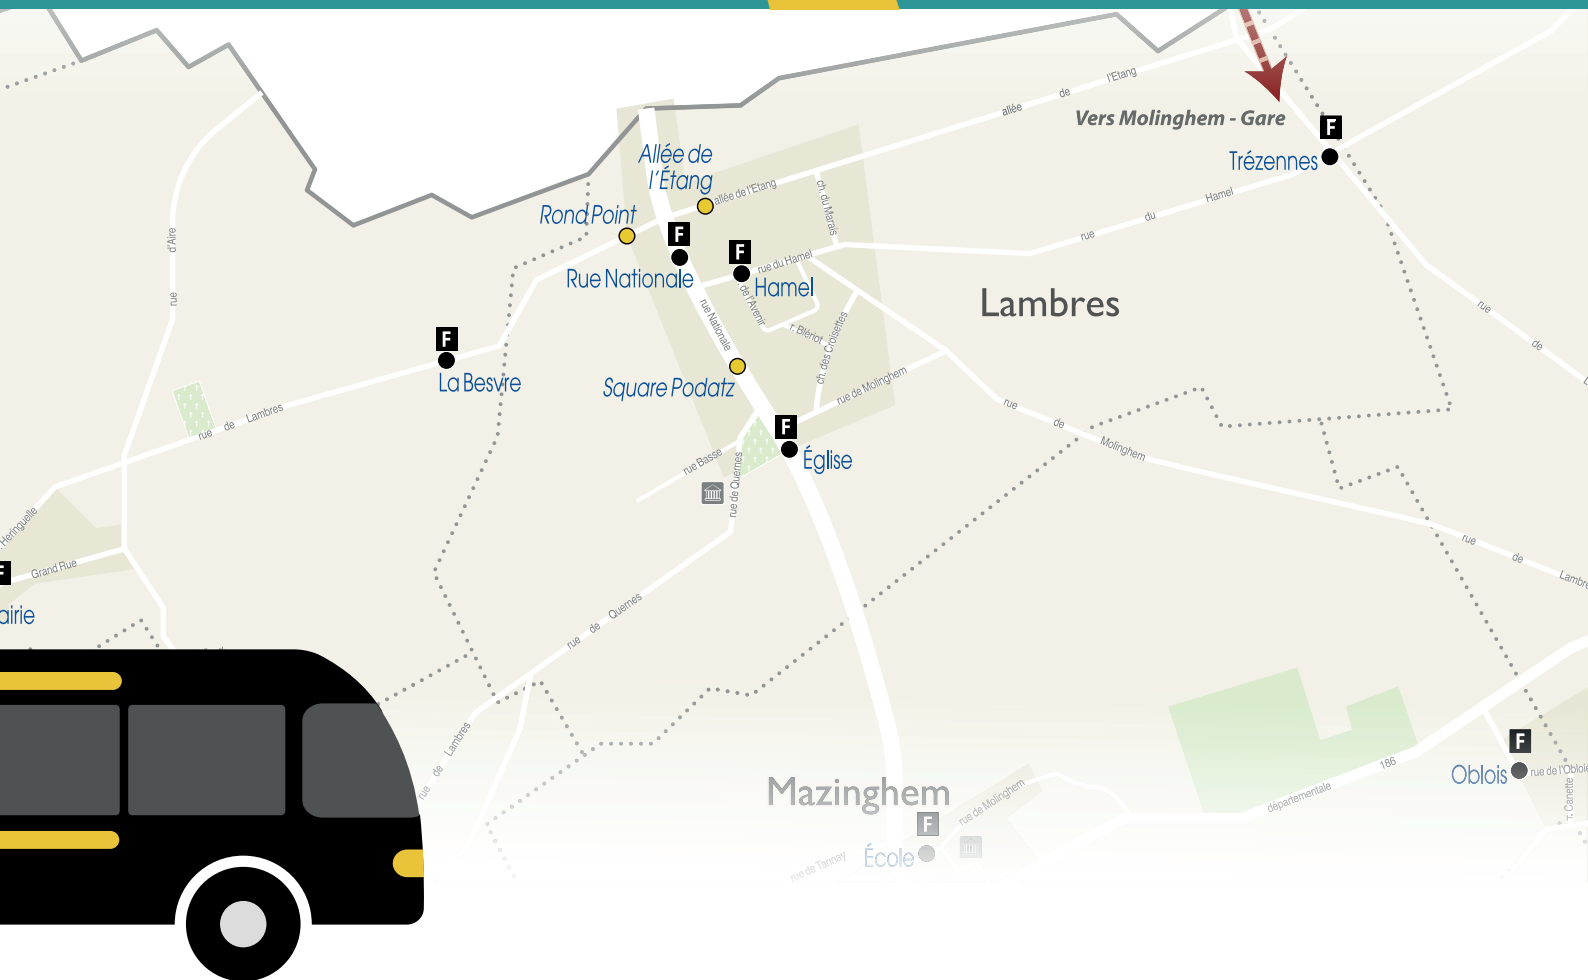 allée de l'Etang
Vers Molinghem - Gare
F
Trézennes
Allée de
l'Étang
allée de l'Etang
ch. du Marais
rue du Hamel
Rond Point
F
Rue Nationale
F
rue du Hamel
Hamel
rue d'Aire
Lambres
rue Nationale
de l'Avenir
r. Blériot
ch. des Croisettes
rue de
F
La Besvre
Square Podatz
rue de Molinghem
rue de Lambres
F
Église
rue de Molinghem
rue Basse
rue de Quernes
Heringuelle
Grand Rue
F
airie
rue de Lambres
rue de Quernes
rue de Lambres
F
Oblois
rue de l'Obloie
r. Canette
départementale 186
Mazinghem
F
École
rue de Molinghem
rue de Tannay